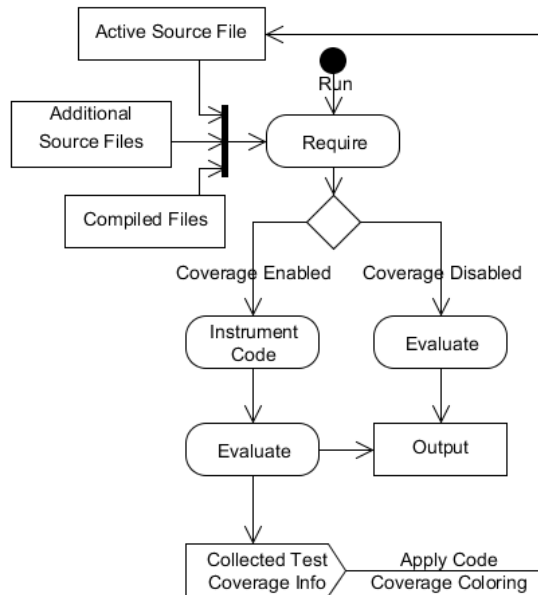 Active Source File
Run
Additional
Source Files
Require
Compiled Files
Coverage Enabled
Coverage Disabled
Instrument
Code
Evaluate
Evaluate
Output
Collected Test
Coverage Info
Apply Code
Coverage Coloring